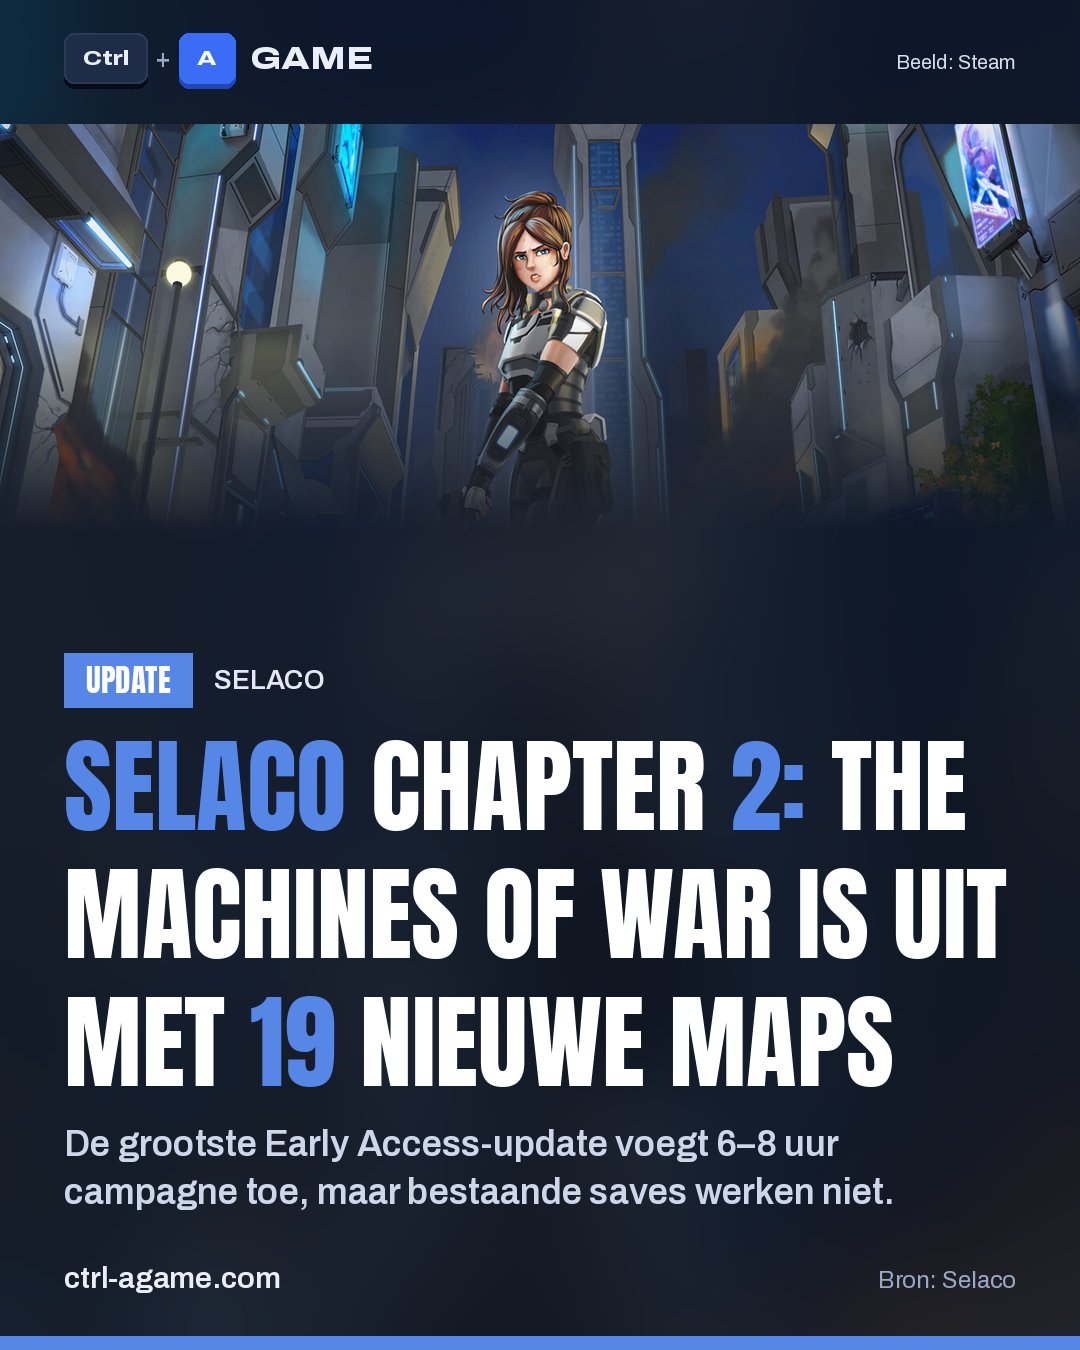 Ctrl + A GAME
Beeld: Steam
UPDATE SELACO
SELACO CHAPTER 2: THE
MACHINES OF WAR IS UIT
MET 19 NIEUWE MAPS
De grootste Early Access-update voegt 6–8 uur
campagne toe, maar bestaande saves werken niet.
ctrl-agame.com
Bron: Selaco